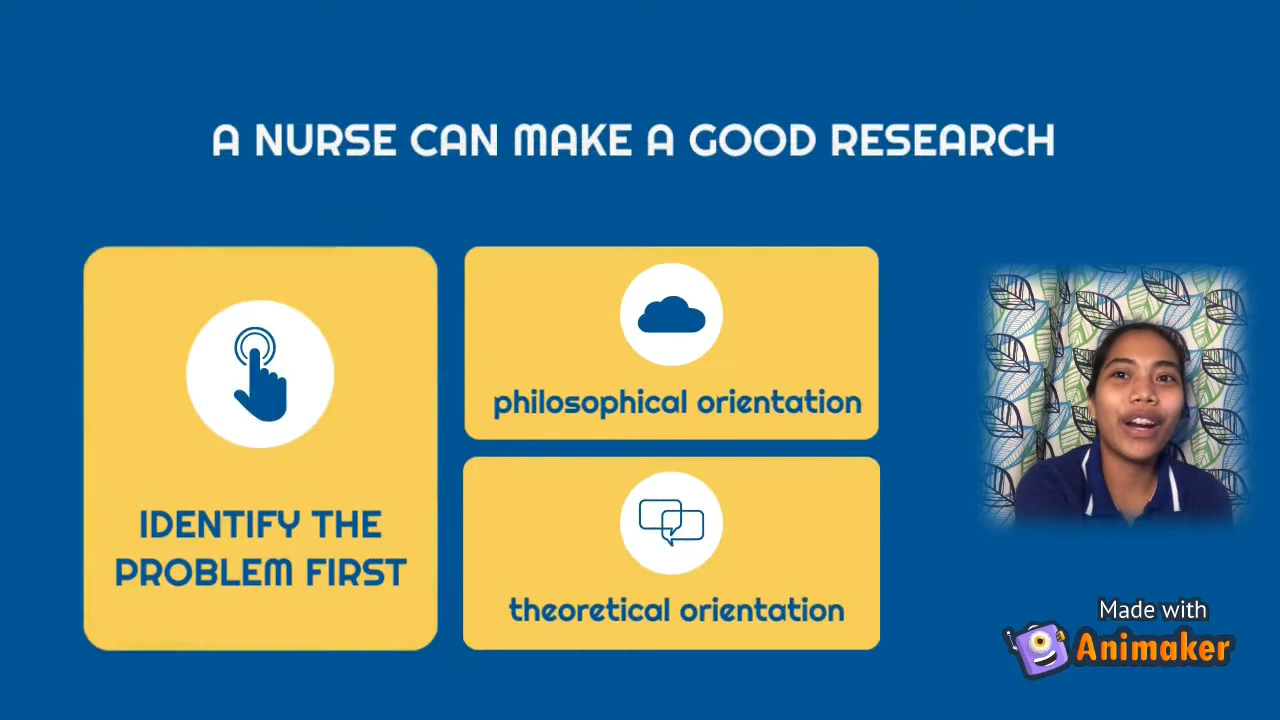 A NURSE CAN MAKE A GOOD RESEARCH
IDENTIFY THE
PROBLEM FIRST
philosophical orientation
theoretical orientation
Made with
Animaker